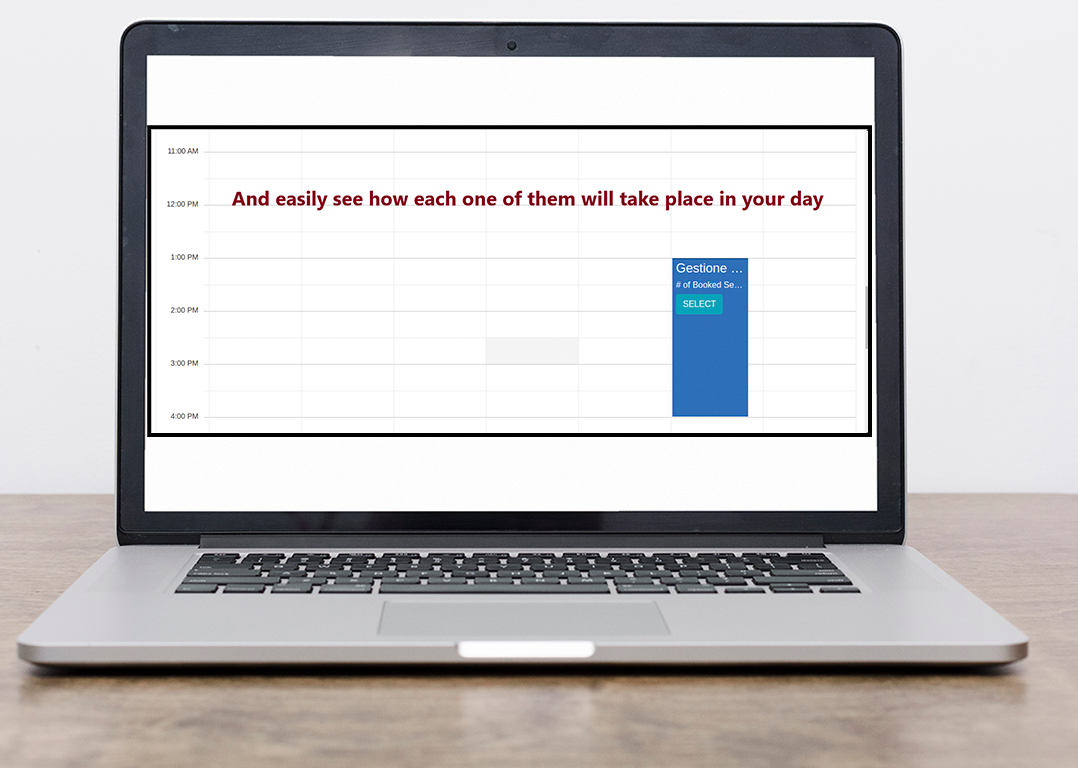 11:00 AM
And easily see how each one of them will take place in your day
12:00 PM
1:00 PM
Gestione ...
# of Booked Se...
SELECT
2:00 PM
3:00 PM
4:00 PM